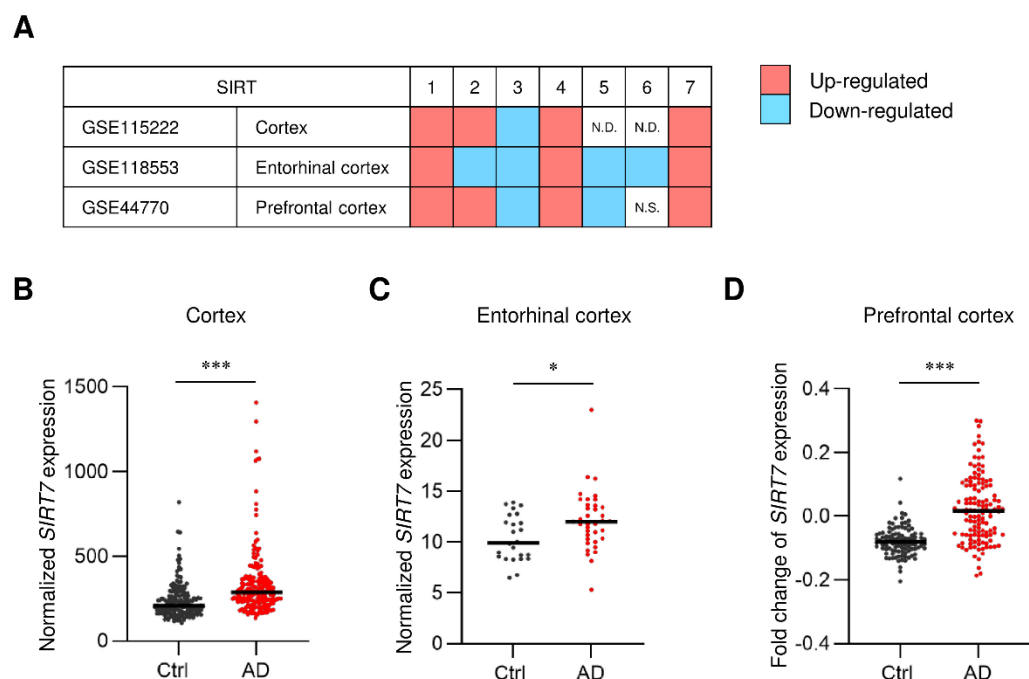 A
SIRT 1 2 3 4 5 6 7
GSE115222 Cortex N.D. N.D.
GSE118553 Entorhinal cortex
GSE44770 Prefrontal cortex N.S.
Up-regulated
Down-regulated
B
Cortex
***
Normalized SIRT7 expression
1500
1000
500
0
Ctrl AD
C
Entorhinal cortex
*
Normalized SIRT7 expression
25
20
15
10
5
0
Ctrl AD
D
Prefrontal cortex
***
Fold change of SIRT7 expression
0.4
0.2
0.0
-0.2
-0.4
Ctrl AD